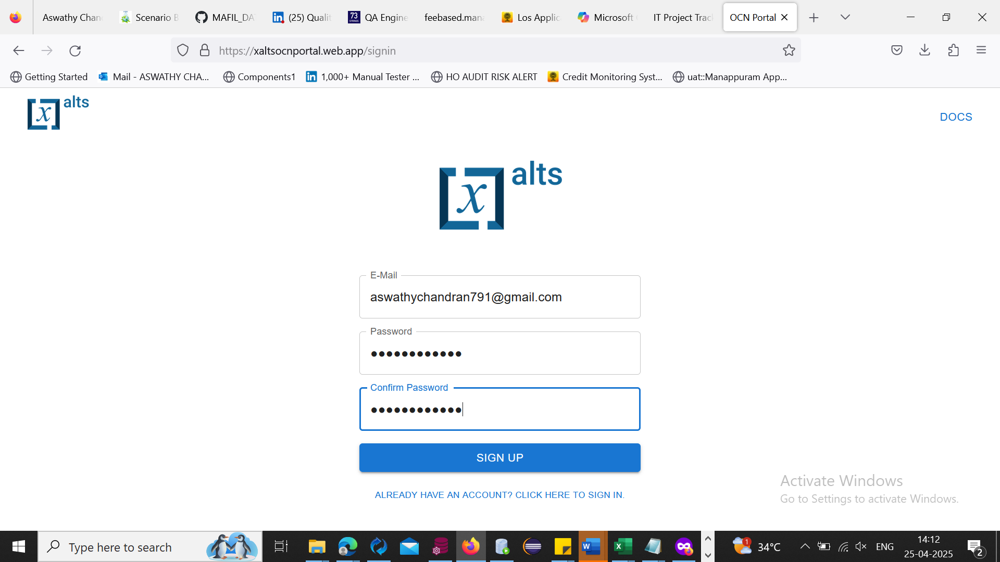 Aswathy Chan
Scenario B
MAFIL_DA
(25) Qualit
QA Engine
feebased.mana
Los Applic
Microsoft
IT Project Trac
OCN Portal
https://xaltsocnportal.web.app/signin
Getting Started
Mail - ASWATHY CHA...
Components1
1,000+ Manual Tester ...
HO AUDIT RISK ALERT
Credit Monitoring Syst...
uat::Manappuram App...
x alts
DOCS
x alts
E-Mail
aswathychandran791@gmail.com
Password
Confirm Password
SIGN UP
ALREADY HAVE AN ACCOUNT? CLICK HERE TO SIGN IN.
Activate Windows
Go to Settings to activate Windows.
Type here to search
1
34°C
ENG
14:12
25-04-2025
2